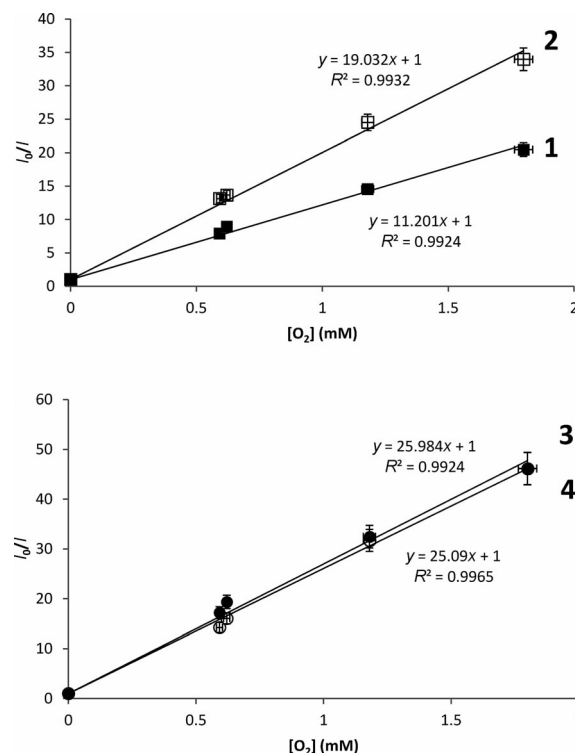 40
35
30
25
20
15
10
5
0
I₀/I
y = 19.032x + 1
R² = 0.9932
2
1
y = 11.201x + 1
R² = 0.9924
0 0.5 1 1.5 2
[O₂] (mM)
60
50
40
30
20
10
0
I₀/I
y = 25.984x + 1
R² = 0.9924
3
4
y = 25.09x + 1
R² = 0.9965
0 0.5 1 1.5
[O₂] (mM)